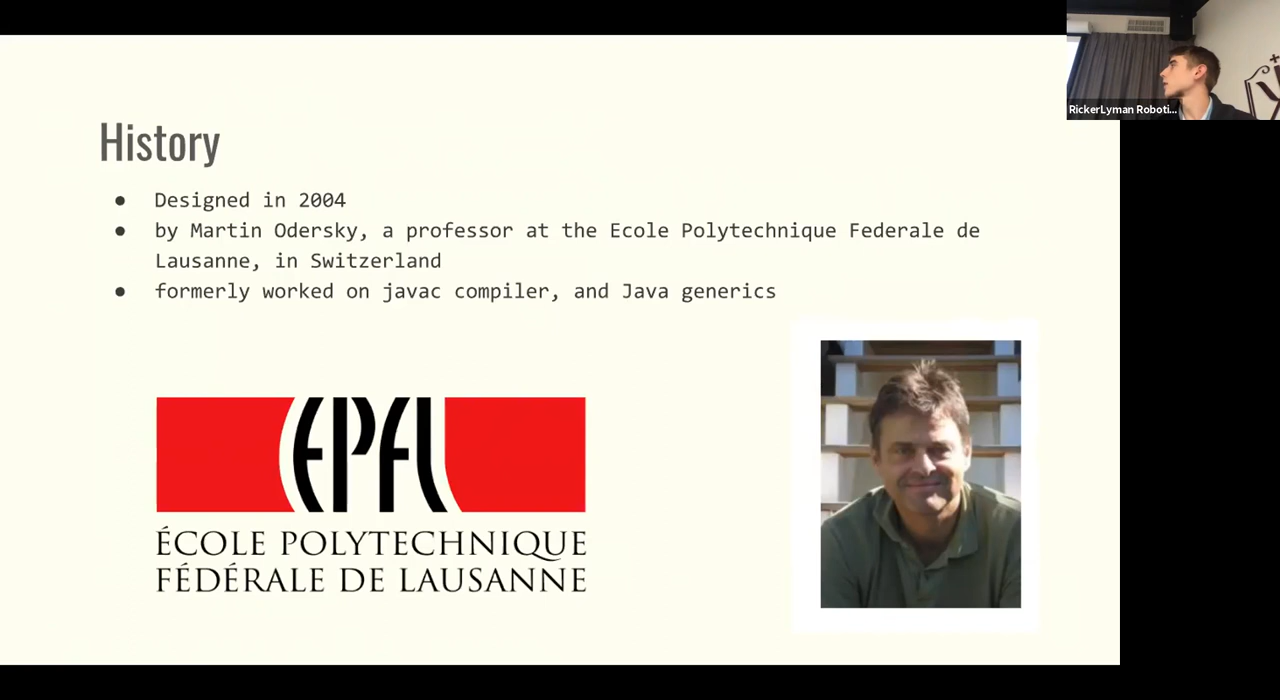 RickerLyman Roboti...
History
● Designed in 2004
● by Martin Odersky, a professor at the Ecole Polytechnique Federale de
Lausanne, in Switzerland
● formerly worked on javac compiler, and Java generics
EPFL
ÉCOLE POLYTECHNIQUE
FÉDÉRALE DE LAUSANNE